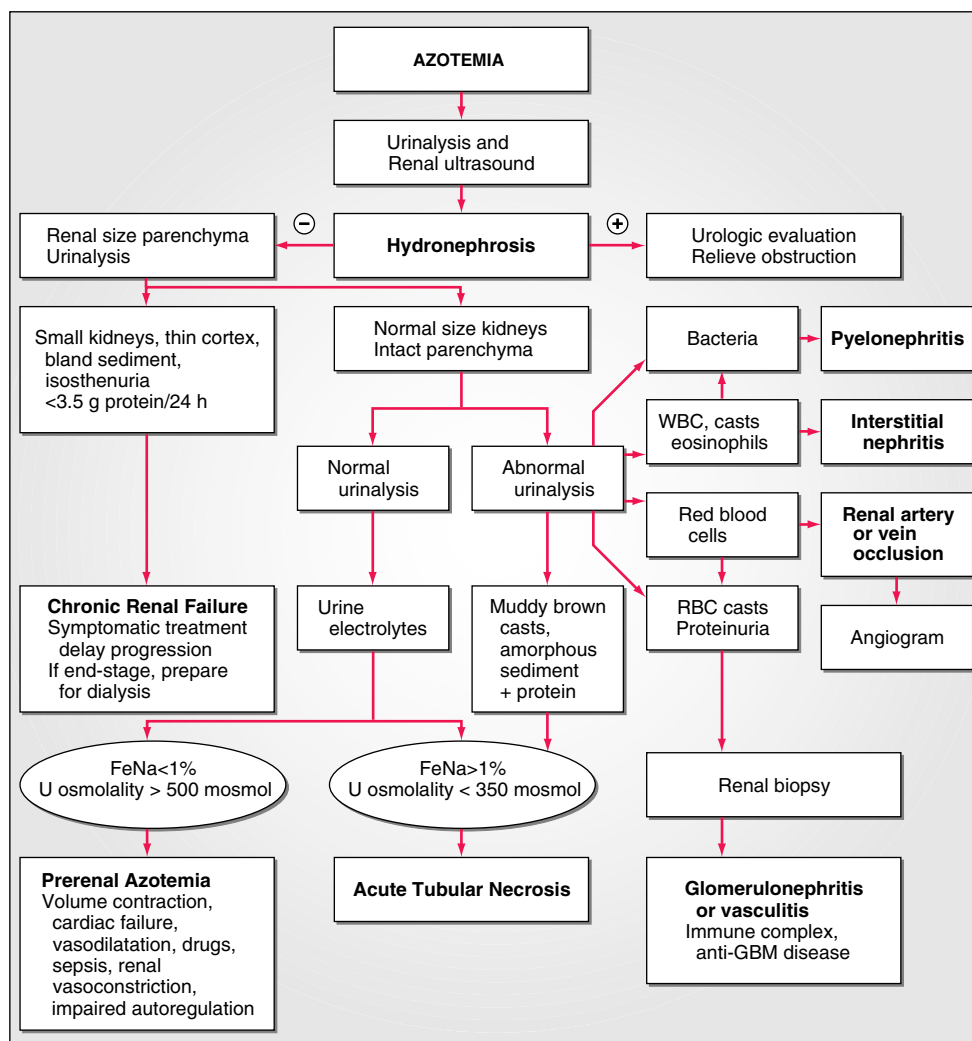 AZOTEMIA
Urinalysis and
Renal ultrasound
Hydronephrosis
−
+
Renal size parenchyma
Urinalysis
Urologic evaluation
Relieve obstruction
Small kidneys, thin cortex,
bland sediment,
isosthenuria
<3.5 g protein/24 h
Normal size kidneys
Intact parenchyma
Bacteria
Pyelonephritis
WBC, casts
eosinophils
Interstitial
nephritis
Normal
urinalysis
Abnormal
urinalysis
Red blood
cells
Renal artery
or vein
occlusion
Chronic Renal Failure
Symptomatic treatment
delay progression
If end-stage, prepare
for dialysis
Urine
electrolytes
Muddy brown
casts,
amorphous
sediment
+ protein
RBC casts
Proteinuria
Angiogram
FeNa<1%
U osmolality > 500 mosmol
FeNa>1%
U osmolality < 350 mosmol
Renal biopsy
Prerenal Azotemia
Volume contraction,
cardiac failure,
vasodilatation, drugs,
sepsis, renal
vasoconstriction,
impaired autoregulation
Acute Tubular Necrosis
Glomerulonephritis
or vasculitis
Immune complex,
anti-GBM disease